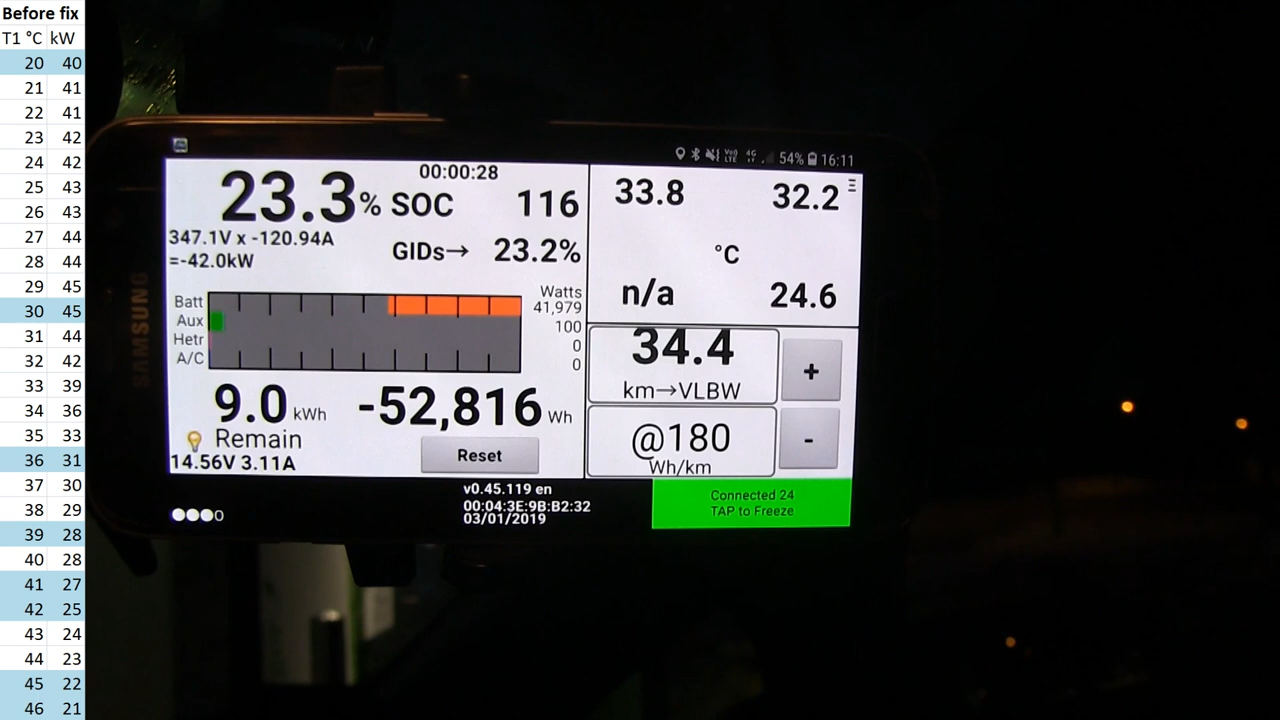 Before fix
T1 °C kW
20 40
21 41
22 41
23 42
24 42
25 43
26 43
27 44
28 44
29 45
30 45
31 44
32 42
33 39
34 36
35 33
36 31
37 30
38 29
39 28
40 28
41 27
42 25
43 24
44 23
45 22
46 21
SAMSUNG
VoD LTE 4G 54% 16:11
00:00:28
23.3% SOC 116
347.1V x -120.94A
=-42.0kW
GIDs→ 23.2%
Watts
Batt 41,979
Aux 100
Hetr 0
A/C 0
9.0 kWh -52,816 Wh
Remain
14.56V 3.11A
Reset
33.8 32.2
°C
n/a 24.6
34.4
km→VLBW
+
@180
Wh/km
-
v0.45.119 en
00:04:3E:9B:B2:32
03/01/2019
Connected 24
TAP to Freeze